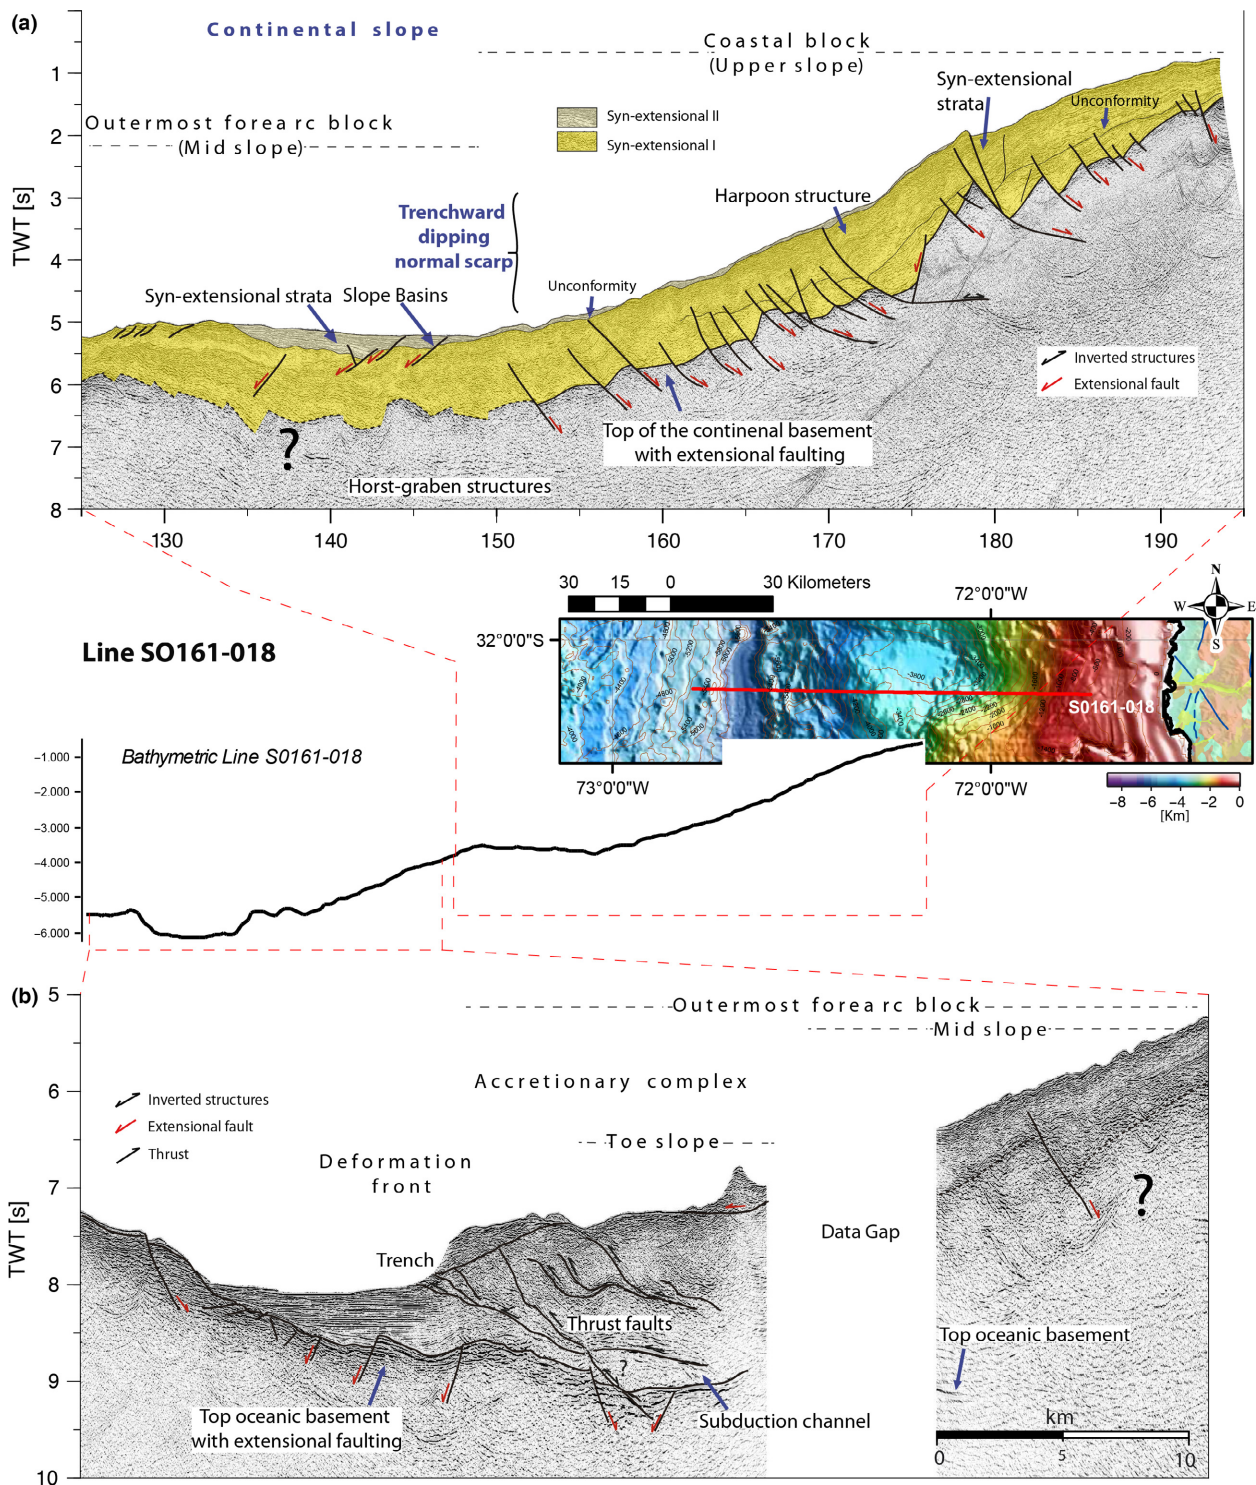 (a)
Continental slope
Coastal block
(Upper slope)
Syn-extensional
strata
Unconformity
Outermost forearc block
(Mid slope)
Syn-extensional II
Syn-extensional I
Harpoon structure
Trenchward
dipping
normal scarp
Unconformity
Syn-extensional strata
Slope Basins
Inverted structures
Extensional fault
Top of the continenal basement
with extensional faulting
?
Horst-graben structures
TWT [s]
1
2
3
4
5
6
7
8
130
140
150
160
170
180
190
30 15 0 30 Kilometers
72°0'0"W
N
W E
S
32°0'0"S
Line SO161-018
S0161-018
Bathymetric Line S0161-018
73°0'0"W
72°0'0"W
-8 -6 -4 -2 0
[Km]
-1.000
-2.000
-3.000
-4.000
-5.000
-6.000
(b)
Outermost forearc block
Mid slope
Accretionary complex
Inverted structures
Extensional fault
Thrust
Toe slope
Deformation
front
Trench
Data Gap
?
Thrust faults
?
Top oceanic basement
Top oceanic basement
with extensional faulting
Subduction channel
km
0 5 10
TWT [s]
5
6
7
8
9
10